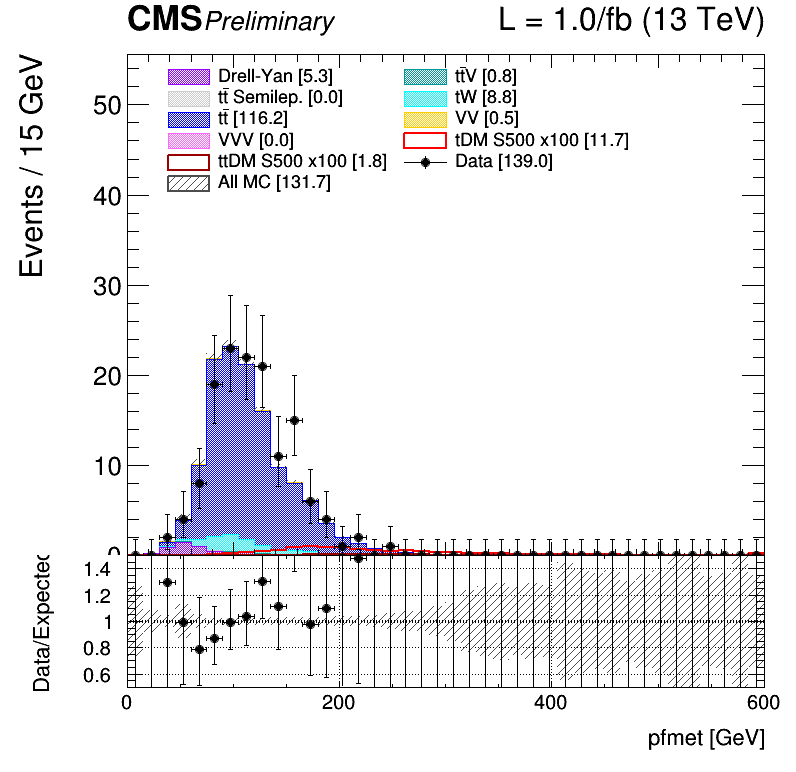 CMS Preliminary L = 1.0/fb (13 TeV)
Events / 15 GeV
Drell-Yan [5.3]
tt̄ Semilep. [0.0]
tt̄ [116.2]
VVV [0.0]
ttDM S500 x100 [1.8]
All MC [131.7]
tt̄V [0.8]
tW [8.8]
VV [0.5]
tDM S500 x100 [11.7]
Data [139.0]
50
40
30
20
10
0
Data/Expected
1.4
1.2
1
0.8
0.6
0 200 400 600
pfmet [GeV]